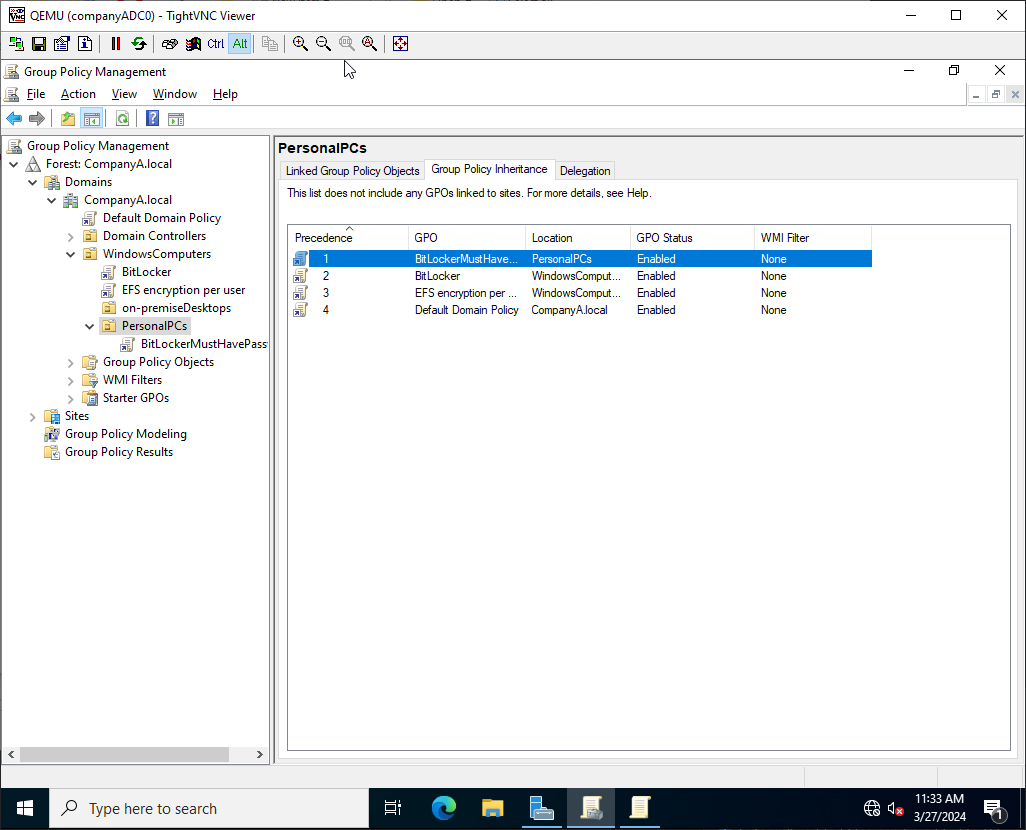 QEMU (companyADC0) - TightVNC Viewer
Ctrl Alt
Group Policy Management
File Action View Window Help
Group Policy Management
Forest: CompanyA.local
Domains
CompanyA.local
Default Domain Policy
Domain Controllers
WindowsComputers
BitLocker
EFS encryption per user
on-premiseDesktops
PersonalPCs
BitLockerMustHavePass
Group Policy Objects
WMI Filters
Starter GPOs
Sites
Group Policy Modeling
Group Policy Results
PersonalPCs
Linked Group Policy Objects Group Policy Inheritance Delegation
This list does not include any GPOs linked to sites. For more details, see Help.
Precedence GPO Location GPO Status WMI Filter
1 BitLockerMustHave... PersonalPCs Enabled None
2 BitLocker WindowsComput... Enabled None
3 EFS encryption per ... WindowsComput... Enabled None
4 Default Domain Policy CompanyA.local Enabled None
Type here to search
11:33 AM
3/27/2024
1